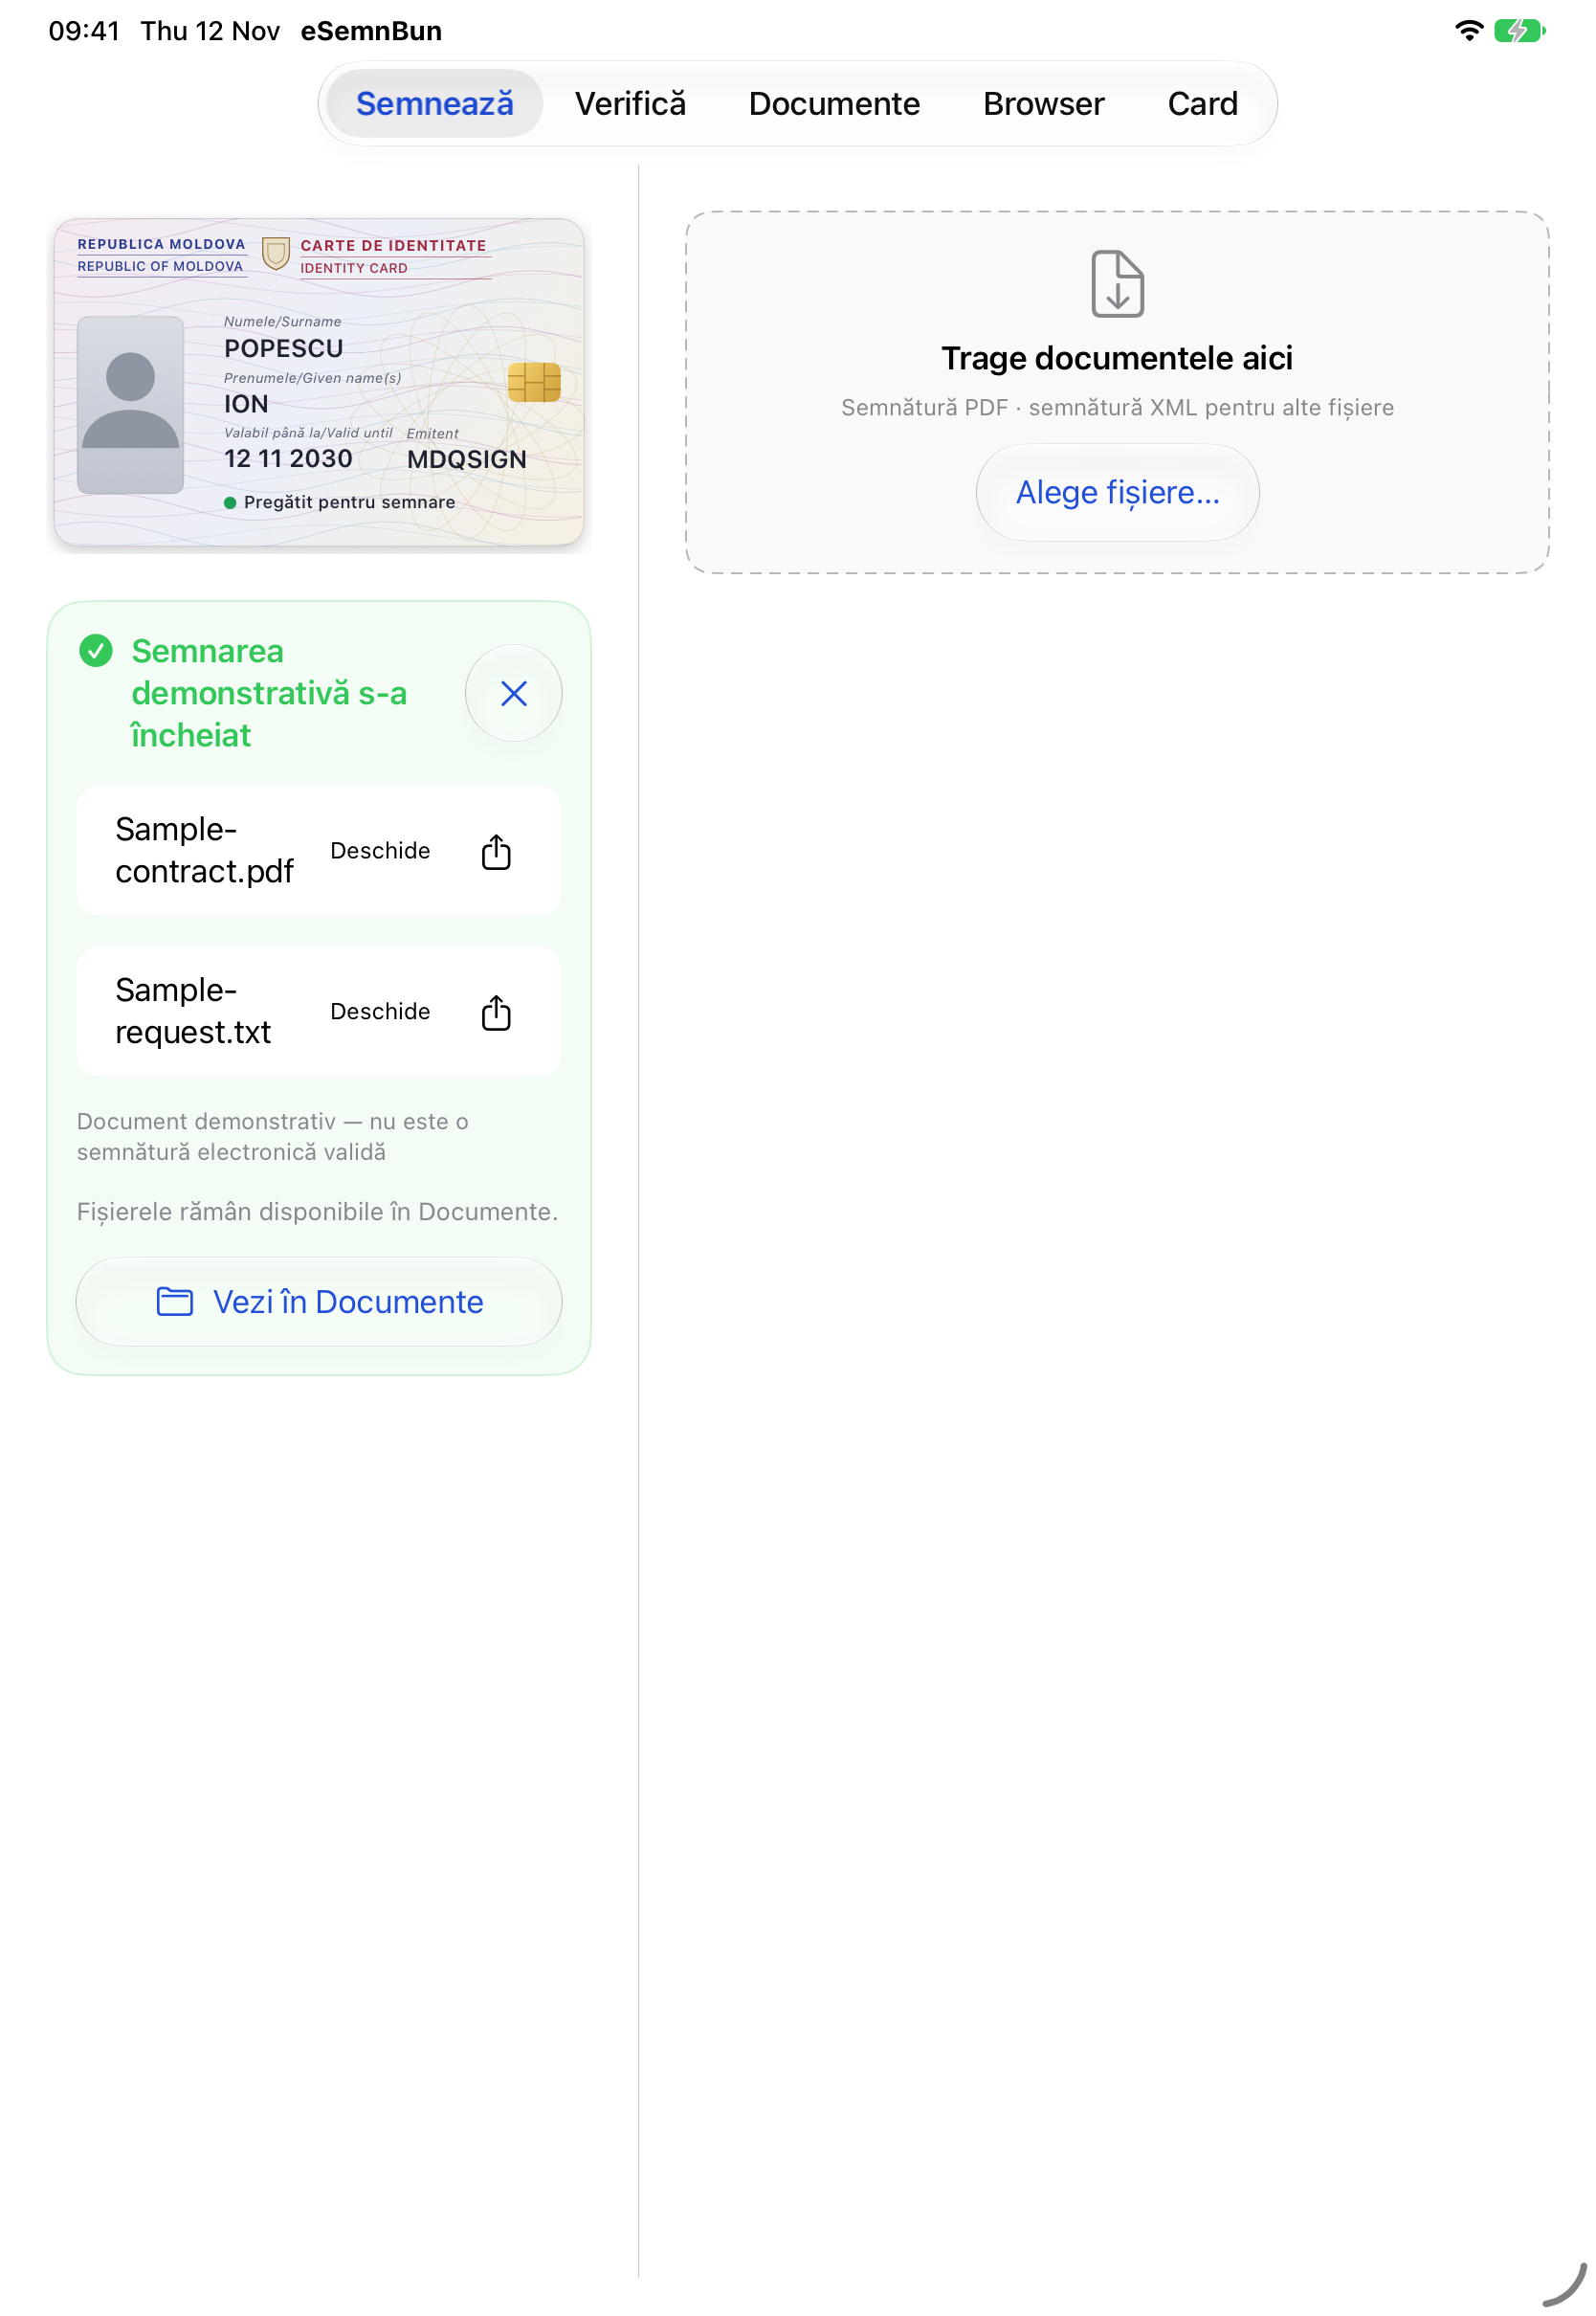 09:41 Thu 12 Nov eSemnBun
Semnează Verifică Documente Browser Card
REPUBLICA MOLDOVA
REPUBLIC OF MOLDOVA
CARTE DE IDENTITATE
IDENTITY CARD
Numele/Surname
POPESCU
Prenumele/Given name(s)
ION
Valabil până la/Valid until Emitent
12 11 2030 MDQSIGN
Pregătit pentru semnare
Semnarea
demonstrativă s-a
încheiat
Sample-
contract.pdf
Deschide
Sample-
request.txt
Deschide
Document demonstrativ — nu este o
semnătură electronică validă
Fișierele rămân disponibile în Documente.
Vezi în Documente
Trage documentele aici
Semnătură PDF · semnătură XML pentru alte fișiere
Alege fișiere...